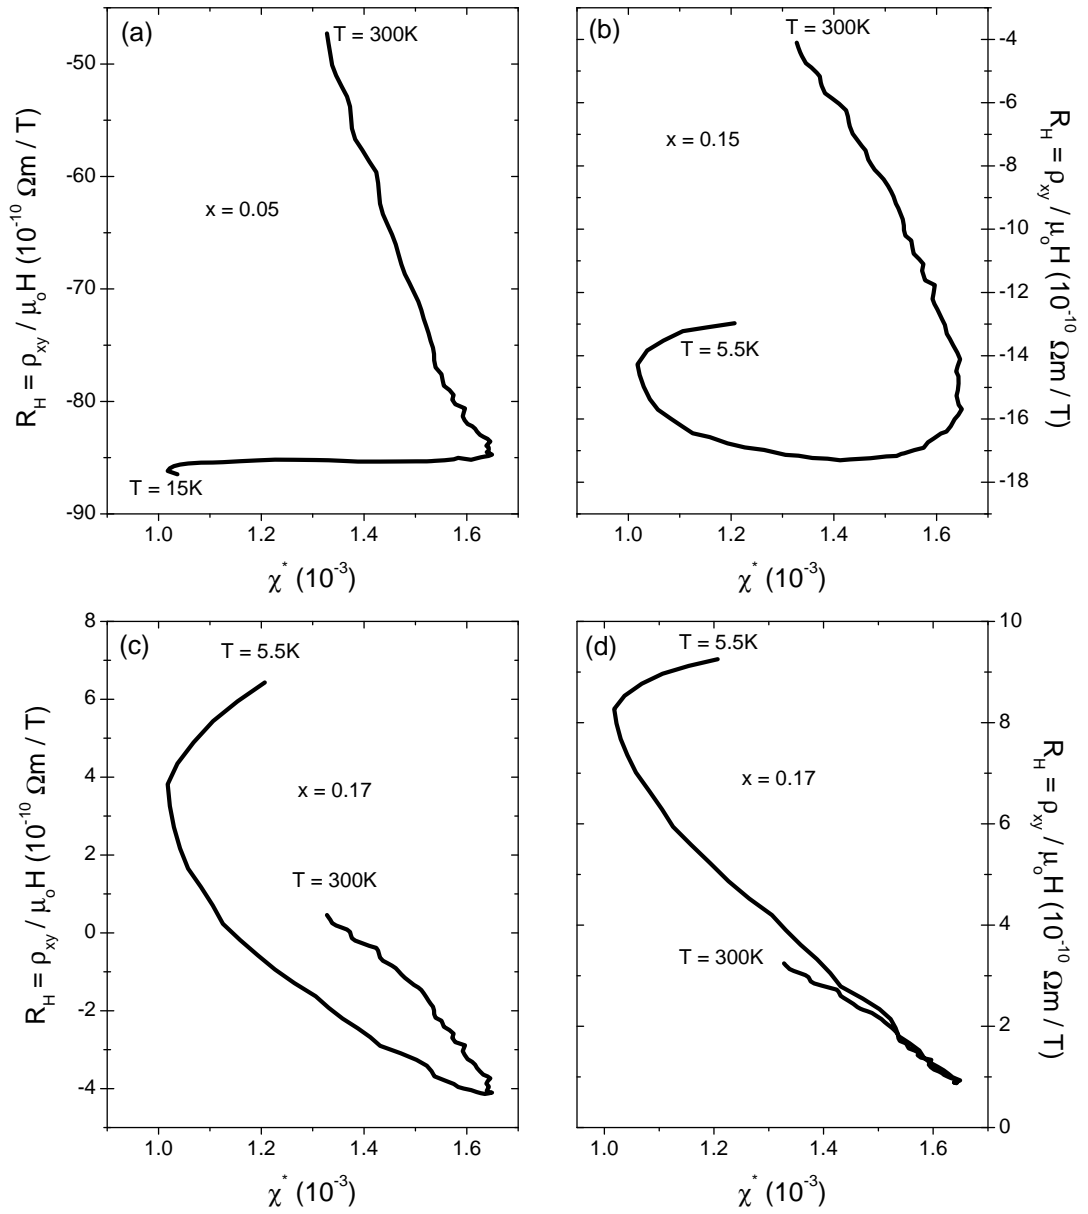 (a)
T = 300K
x = 0.05
T = 15K
-50
-60
-70
-80
-90
1.0 1.2 1.4 1.6
R_H = ρ_xy / μ_o H (10^-10 Ωm / T)
χ^* (10^-3)
(b)
T = 300K
x = 0.15
T = 5.5K
-4
-6
-8
-10
-12
-14
-16
-18
1.0 1.2 1.4 1.6
R_H = ρ_xy / μ_o H (10^-10 Ωm / T)
χ^* (10^-3)
(c)
T = 5.5K
x = 0.17
T = 300K
8
6
4
2
0
-2
-4
1.0 1.2 1.4 1.6
R_H = ρ_xy / μ_o H (10^-10 Ωm / T)
χ^* (10^-3)
(d)
T = 5.5K
x = 0.17
T = 300K
10
8
6
4
2
0
1.0 1.2 1.4 1.6
R_H = ρ_xy / μ_o H (10^-10 Ωm / T)
χ^* (10^-3)